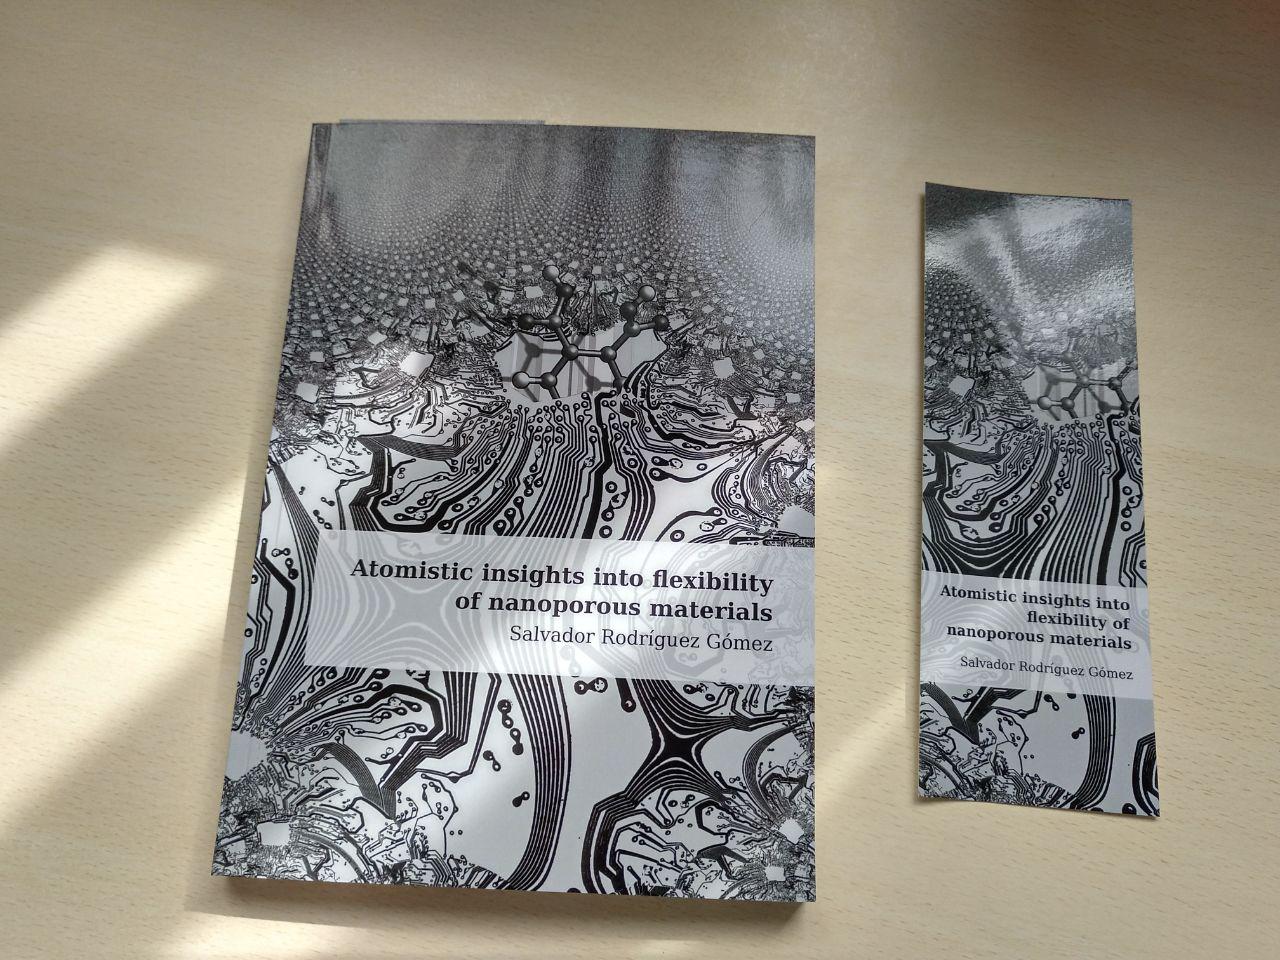 Atomistic insights into flexibility
of nanoporous materials
Salvador Rodríguez Gómez
Atomistic insights into
flexibility of
nanoporous materials
Salvador Rodríguez Gómez